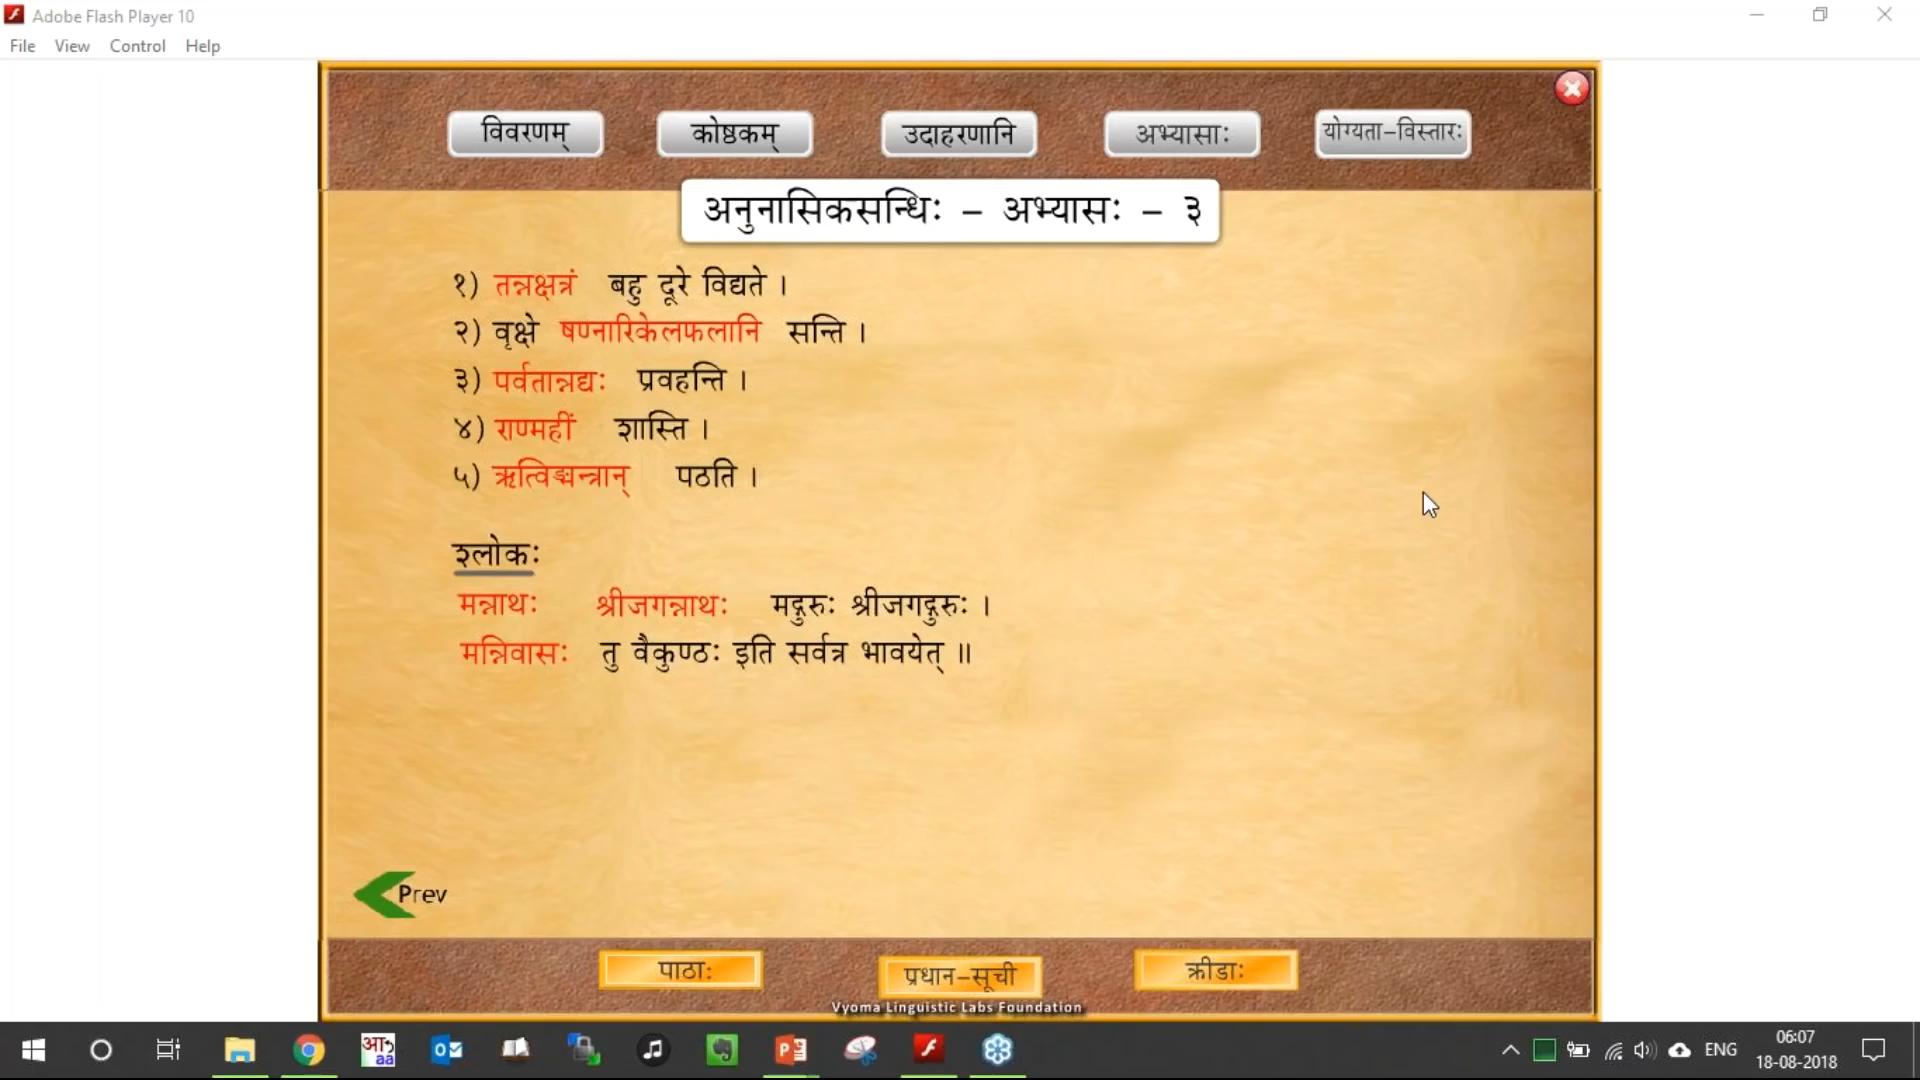 Adobe Flash Player 10
File View Control Help
विवरणम् कोष्ठकम् उदाहरणानि अभ्यासाः योग्यता-विस्तारः
अनुनासिकसन्धिः - अभ्यासः - ३
१) तन्नक्षत्रं बहु दूरे विद्यते ।
२) वृक्षे षण्नारिकेलफलानि सन्ति ।
३) पर्वतान्नद्यः प्रवहन्ति ।
४) राण्महीं शास्ति ।
५) ऋत्विङ्मन्त्रान् पठति ।
श्लोकः
मन्नाथः श्रीजगन्नाथः मद्गुरुः श्रीजगद्गुरुः ।
मन्निवासः तु वैकुण्ठः इति सर्वत्र भावयेत् ॥
Prev
पाठाः प्रधान-सूची क्रीडाः
Vyoma Linguistic Labs Foundation
आ aa
ENG
06:07
18-08-2018